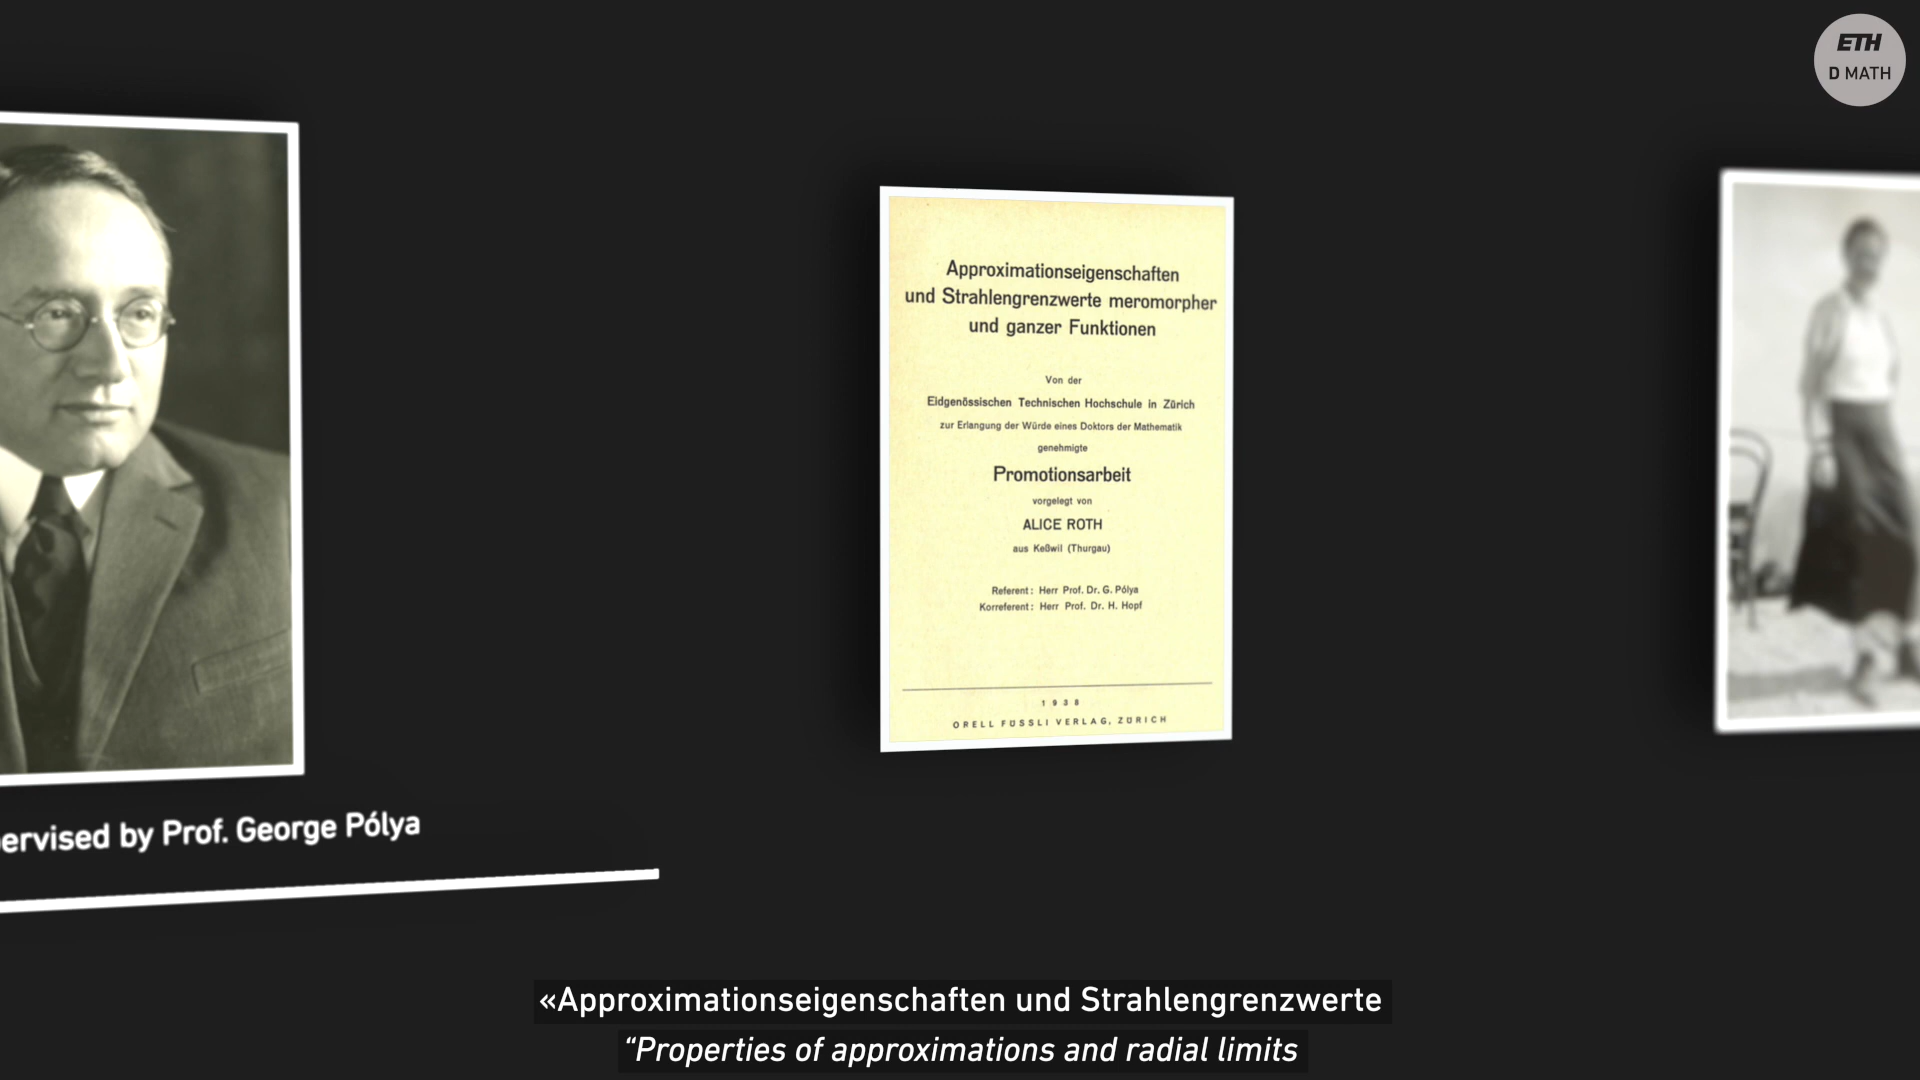 ETH
D MATH
Approximationseigenschaften
und Strahlengrenzwerte meromorpher
und ganzer Funktionen
Von der
Eidgenössischen Technischen Hochschule in Zürich
zur Erlangung der Würde eines Doktors der Mathematik
genehmigte
Promotionsarbeit
vorgelegt von
ALICE ROTH
aus Keßwil (Thurgau)
Referent: Herr Prof. Dr. G. Pólya
Korreferent: Herr Prof. Dr. H. Hopf
1938
ORELL FÜSSLI VERLAG, ZÜRICH
ervised by Prof. George Pólya
«Approximationseigenschaften und Strahlengrenzwerte
“Properties of approximations and radial limits